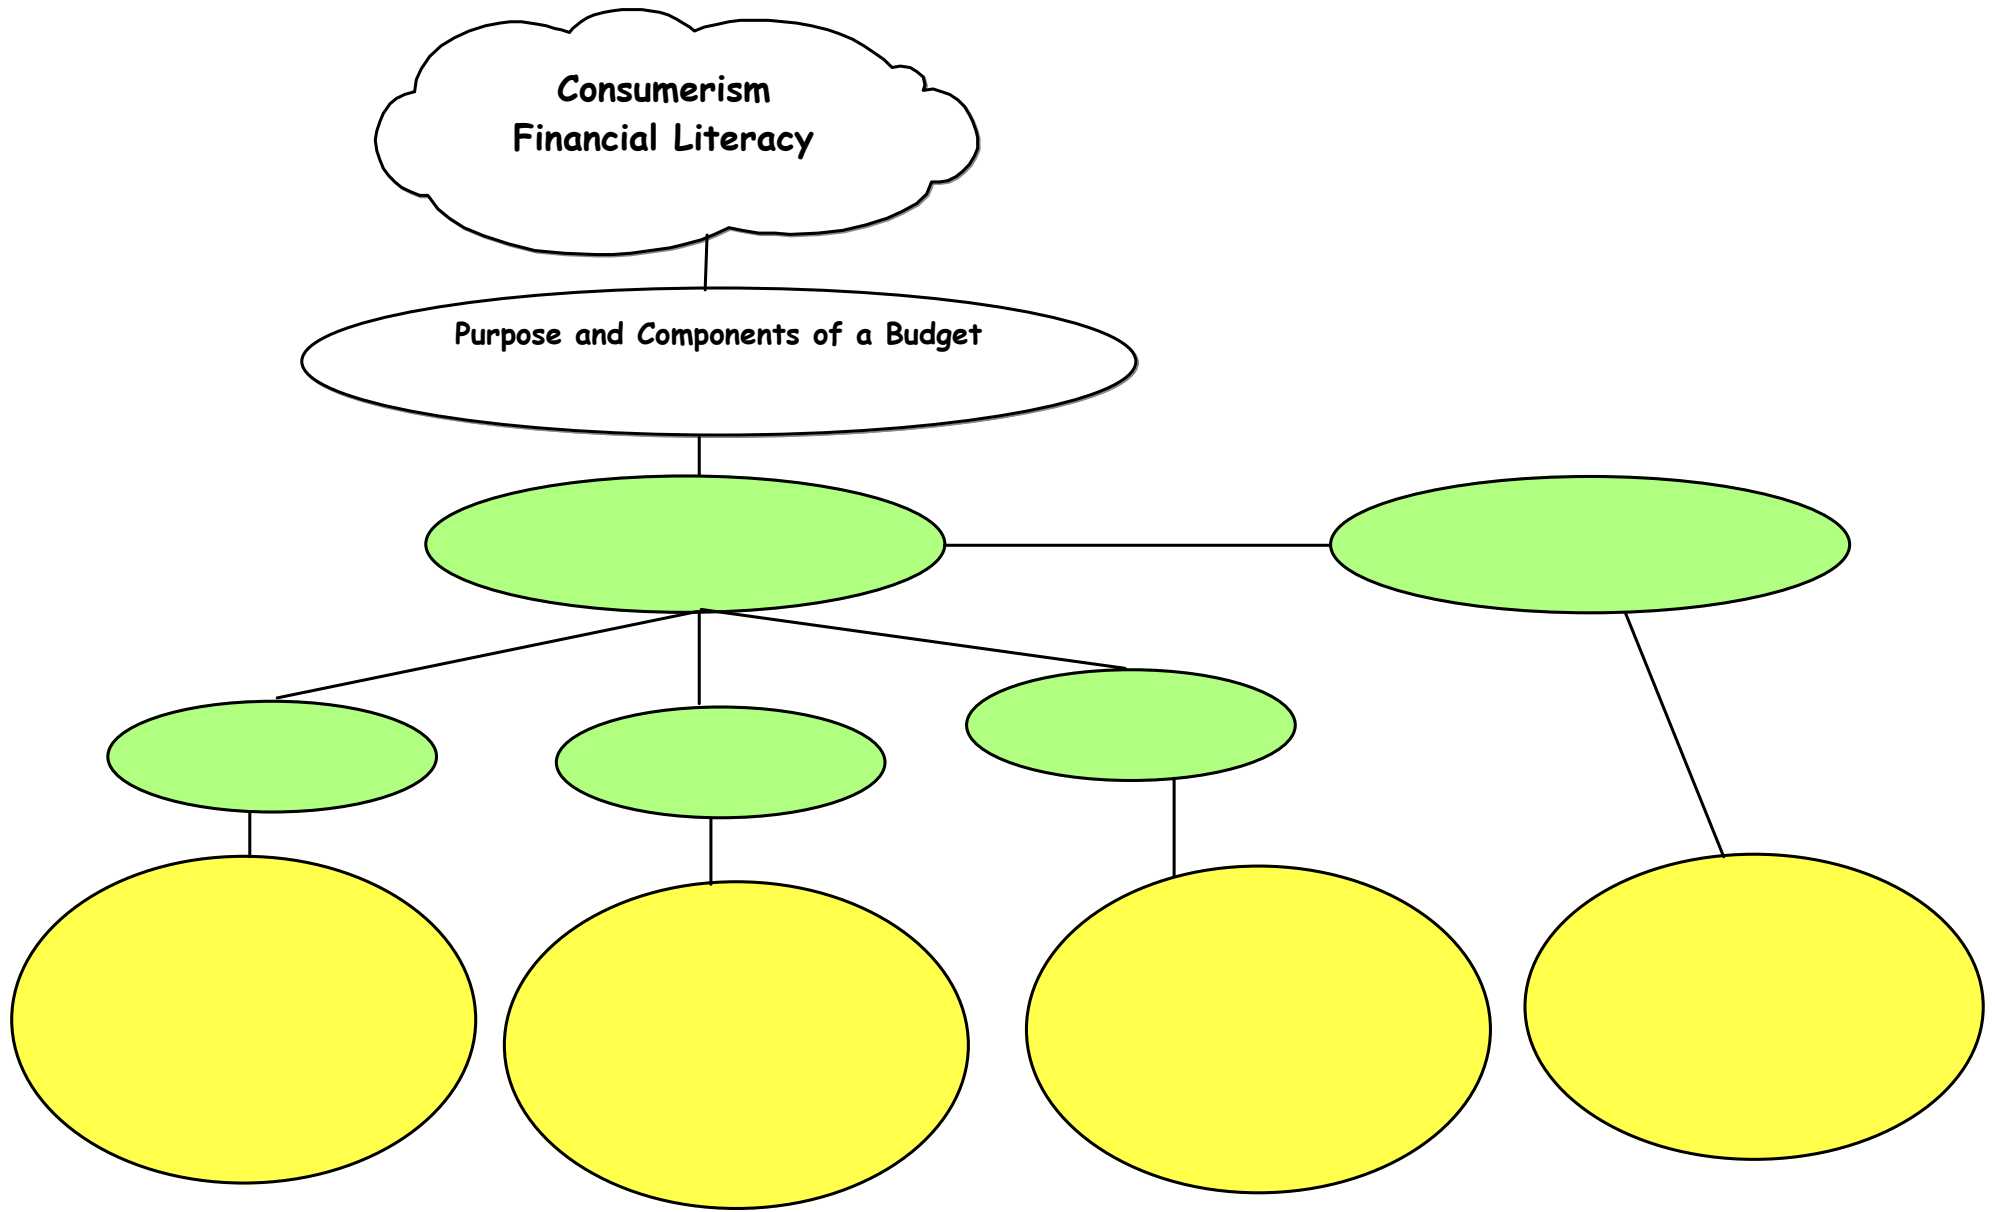 Consumerism
Financial Literacy
Purpose and Components of a Budget